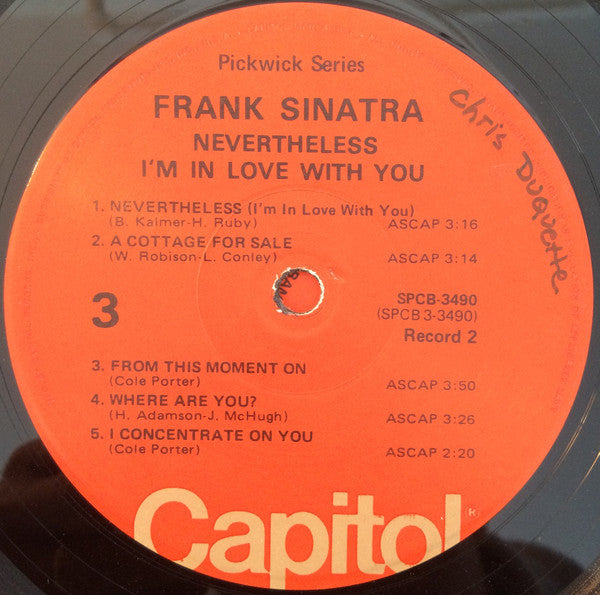 Pickwick Series
FRANK SINATRA
NEVERTHELESS
I'M IN LOVE WITH YOU
Chris Duquette
1. NEVERTHELESS (I'm In Love With You)
(B. Kalmer-H. Ruby) ASCAP 3:16
2. A COTTAGE FOR SALE
(W. Robison-L. Conley) ASCAP 3:14
3
SPCB-3490
(SPCB 3-3490)
Record 2
3. FROM THIS MOMENT ON
(Cole Porter) ASCAP 3:50
4. WHERE ARE YOU?
(H. Adamson-J. McHugh) ASCAP 3:26
5. I CONCENTRATE ON YOU
(Cole Porter) ASCAP 2:20
Capitol®